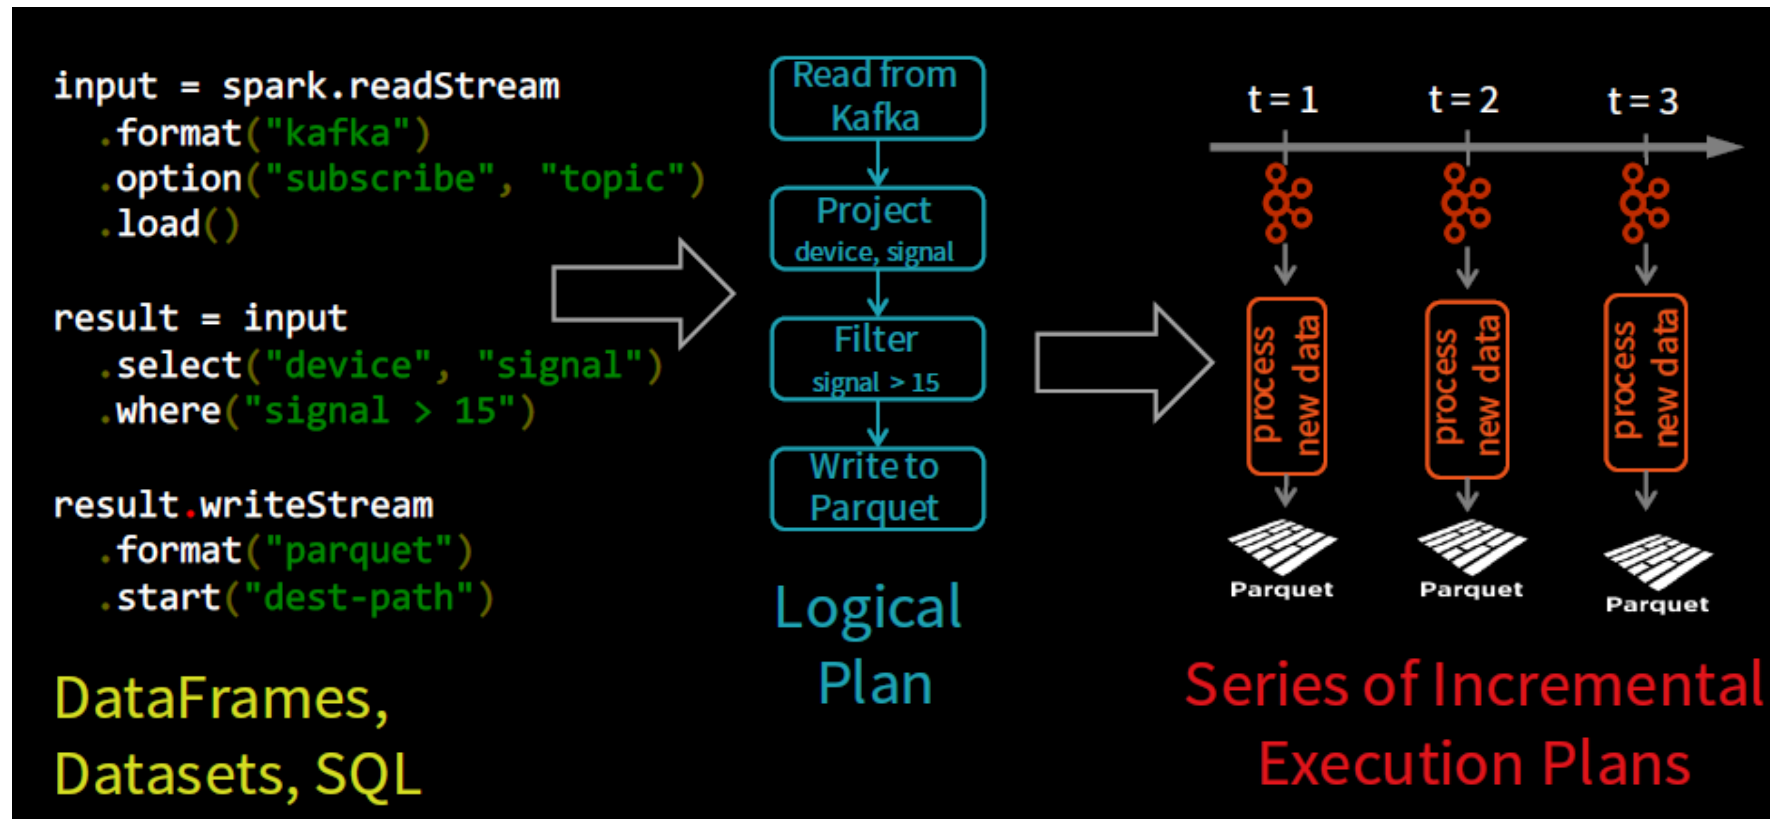 input = spark.readStream
.format("kafka")
.option("subscribe", "topic")
.load()
result = input
.select("device", "signal")
.where("signal > 15")
result.writeStream
.format("parquet")
.start("dest-path")
DataFrames,
Datasets, SQL
Read from
Kafka
Project
device, signal
Filter
signal > 15
Write to
Parquet
Logical
Plan
t = 1
t = 2
t = 3
process
new data
process
new data
process
new data
Parquet
Parquet
Parquet
Series of Incremental
Execution Plans